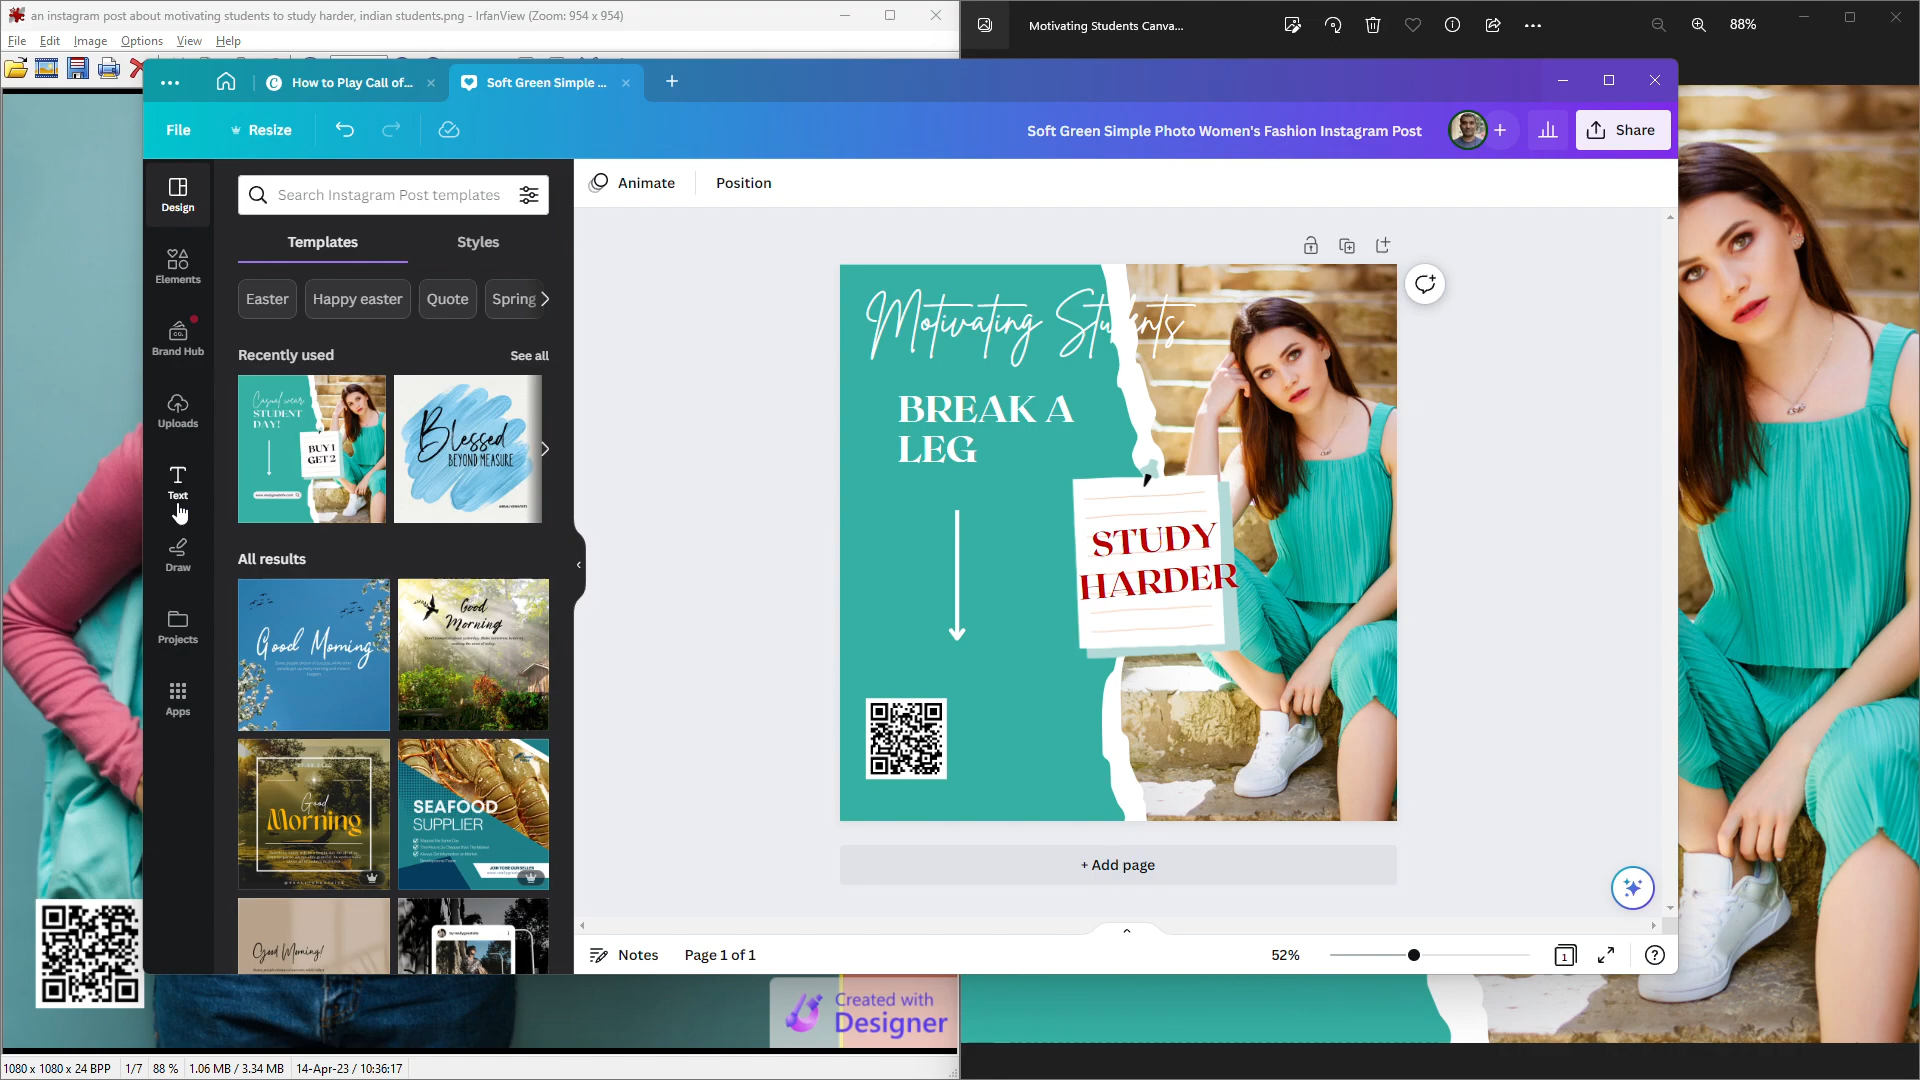 an instagram post about motivating students to study harder, indian students.png - IrfanView (Zoom: 954 x 954)
File Edit Image Options View Help
Motivating Students Canva...
88%
How to Play Call of...
Soft Green Simple ...
File
Resize
Soft Green Simple Photo Women's Fashion Instagram Post
Share
Design
Elements
Brand Hub
CO.
Uploads
Text
Draw
Projects
Apps
Search Instagram Post templates
Templates
Styles
Easter
Happy easter
Quote
Spring
Recently used
See all
Casual wear
STUDENT
DAY!
BUY 1
GET 2
Blessed
BEYOND MEASURE
All results
Good Morning
Good
Morning
Good
Morning
SEAFOOD
SUPPLIER
Good Morning!
Animate
Position
Motivating Students
BREAK A
LEG
STUDY
HARDER
+ Add page
Notes
Page 1 of 1
52%
1
Created with
Designer
1080 x 1080 x 24 BPP
1/7
88 %
1.06 MB / 3.34 MB
14-Apr-23 / 10:36:17